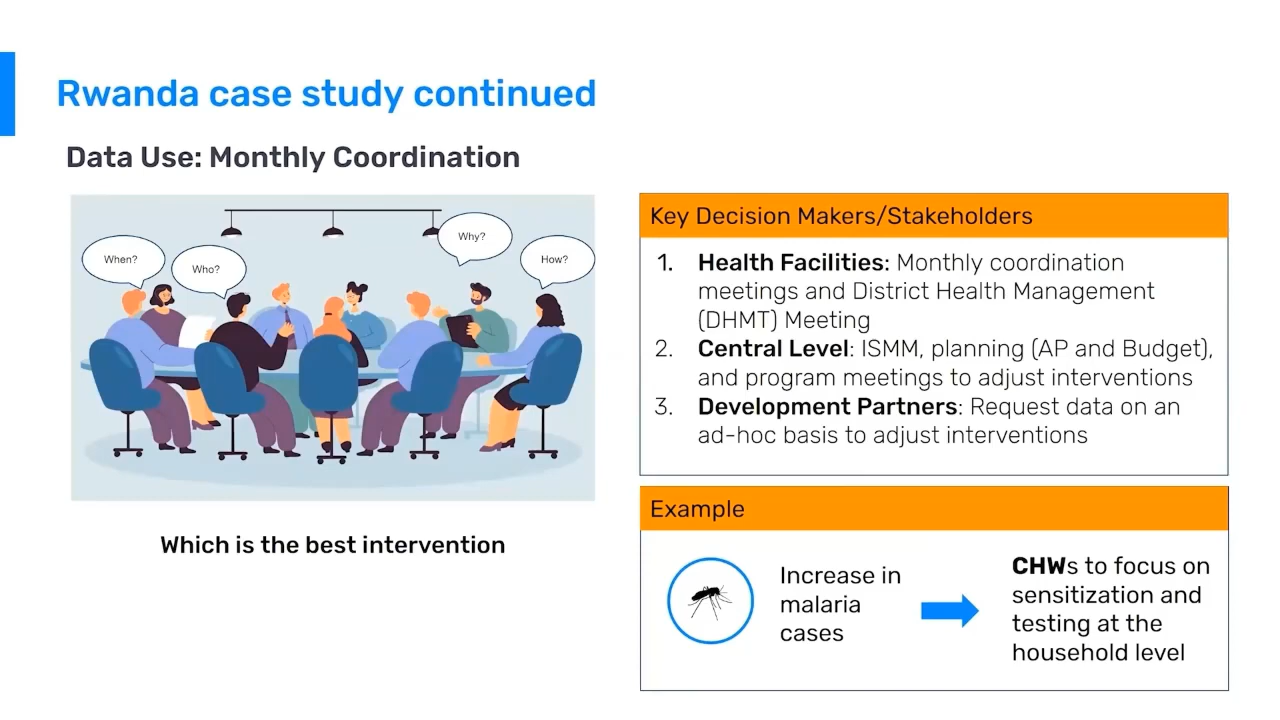 Rwanda case study continued
Data Use: Monthly Coordination
When?
Who?
Why?
How?
Which is the best intervention
Key Decision Makers/Stakeholders
1. Health Facilities: Monthly coordination
meetings and District Health Management
(DHMT) Meeting
2. Central Level: ISMM, planning (AP and Budget),
and program meetings to adjust interventions
3. Development Partners: Request data on an
ad-hoc basis to adjust interventions
Example
Increase in
malaria
cases
CHWs to focus on
sensitization and
testing at the
household level